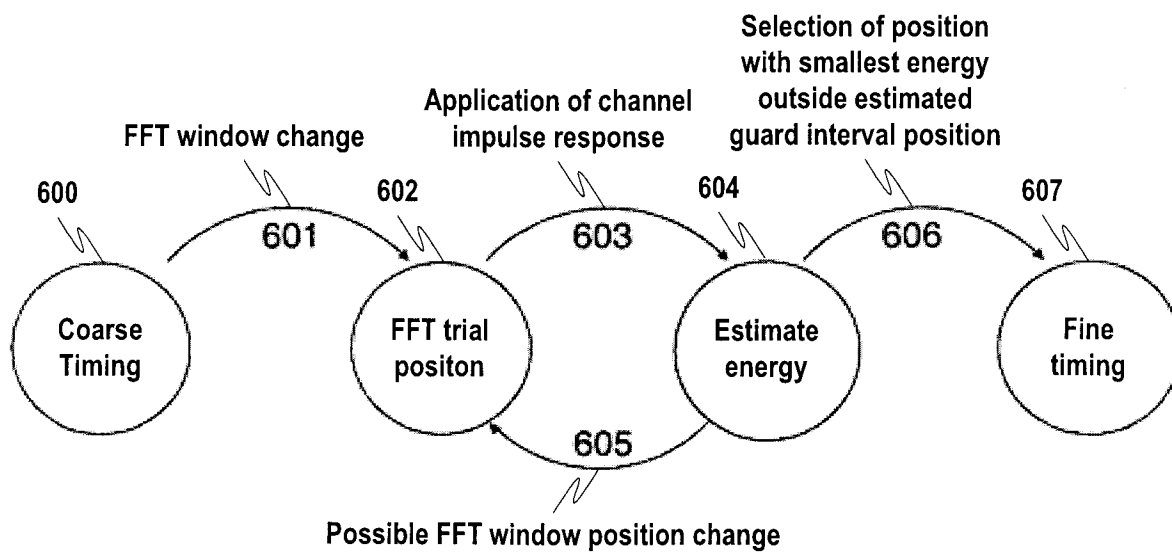 Selection of position
with smallest energy
outside estimated
guard interval position
Application of channel
impulse response
FFT window change
600
601
602
603
604
606
607
Coarse
Timing
FFT trial
positon
Estimate
energy
Fine
timing
605
Possible FFT window position change